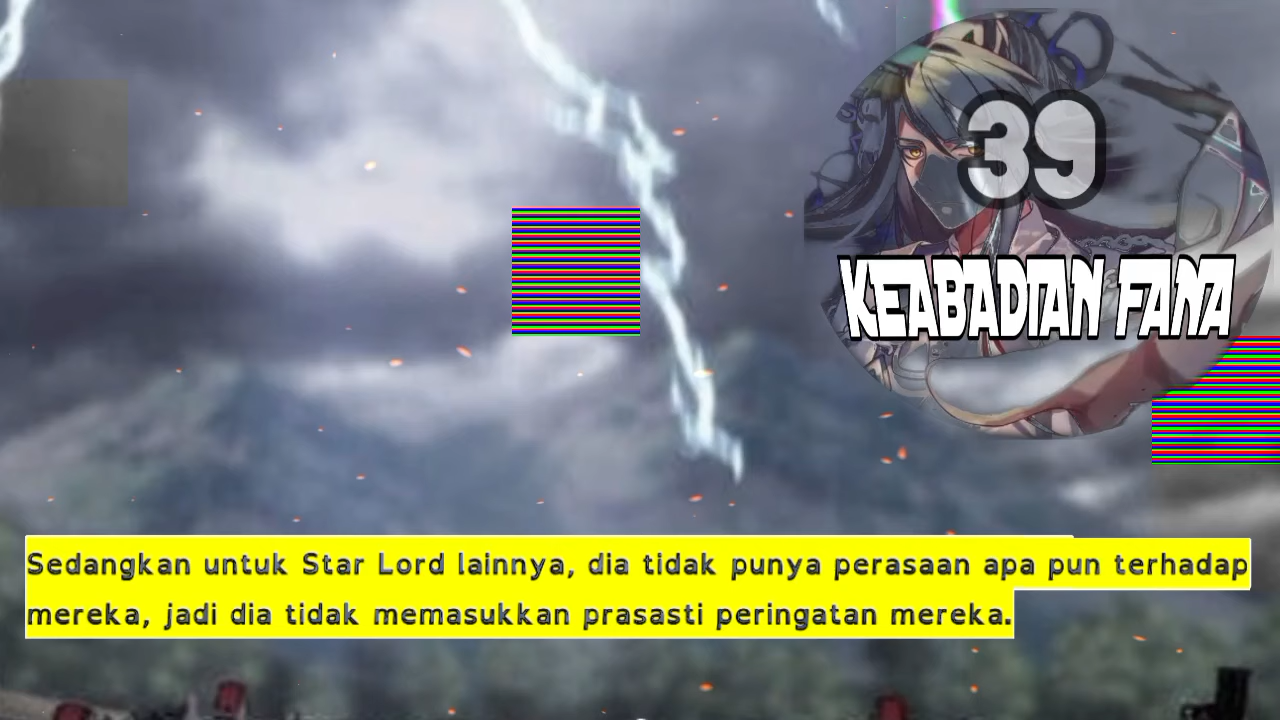 39
KEABADIAN FANA
Sedangkan untuk Star Lord lainnya, dia tidak punya perasaan apa pun terhadap
mereka, jadi dia tidak memasukkan prasasti peringatan mereka.